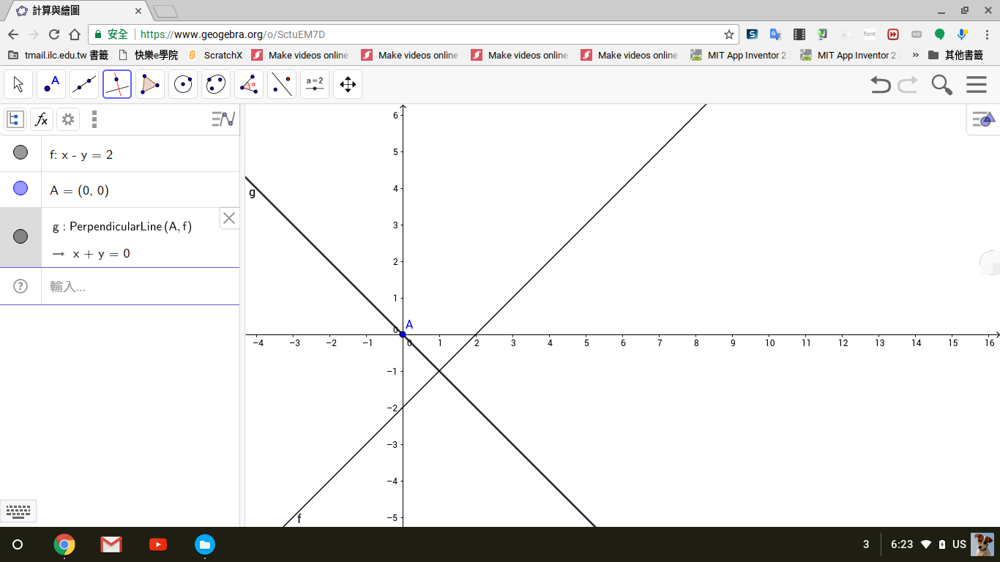 計算與繪圖
安全 https://www.geogebra.org/o/SctuEM7D
S font HD
tmail.ilc.edu.tw 書籤 快樂e學院 ScratchX Make videos online Make videos online Make videos online Make videos online MIT App Inventor 2 MIT App Inventor 2 » 其他書籤
A α a=2
fx
f: x - y = 2
A = (0, 0)
g : PerpendicularLine (A, f)
→ x + y = 0
輸入...
6
5
4
g
3
2
1
A
0
−4 −3 −2 −1 0 1 2 3 4 5 6 7 8 9 10 11 12 13 14 15 16
−1
−2
−3
−4
−5
f
3 6:23 US